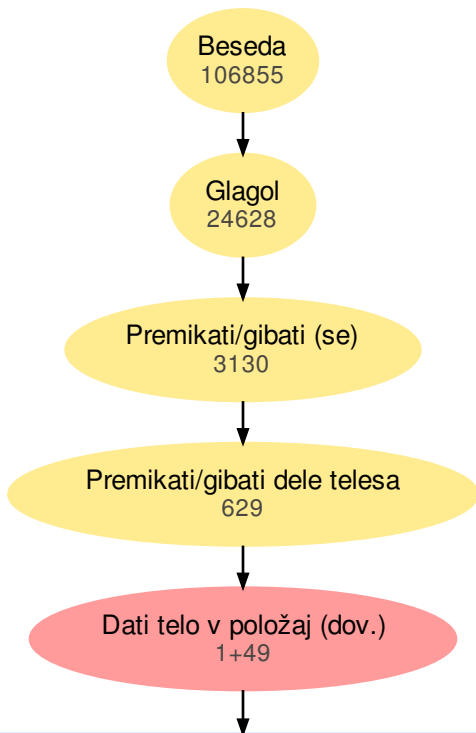 Beseda
106855
Glagol
24628
Premikati/gibati (se)
3130
Premikati/gibati dele telesa
629
Dati telo v položaj (dov.)
1+49